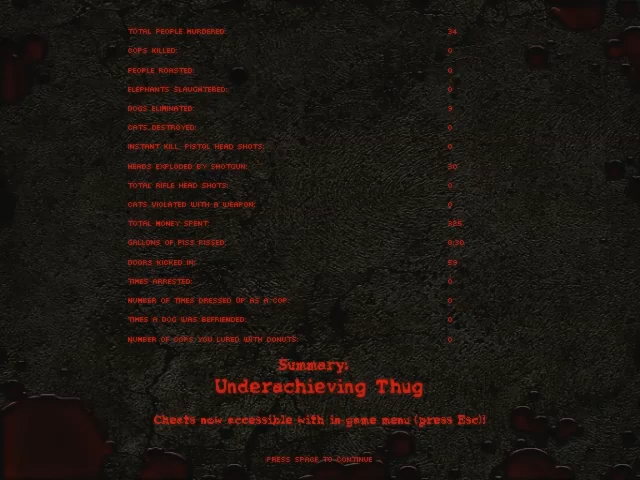 TOTAL PEOPLE MURDERED: 34
COPS KILLED: 0
PEOPLE ROASTED: 0
ELEPHANTS SLAUGHTERED: 0
DOGS ELIMINATED: 9
CATS DESTROYED: 0
INSTANT KILL PISTOL HEAD SHOTS: 0
HEADS EXPLODED BY SHOTGUN: 30
TOTAL RIFLE HEAD SHOTS: 0
CATS VIOLATED WITH A WEAPON: 0
TOTAL MONEY SPENT: 225
GALLONS OF PISS PISSED: 0.30
DOORS KICKED IN: 59
TIMES ARRESTED: 0
NUMBER OF TIMES DRESSED UP AS A COP: 0
TIMES A DOG WAS BEFRIENDED: 0
NUMBER OF COPS YOU LURED WITH DONUTS: 0
Summary:
Underachieving Thug
Cheats now accessible with in-game menu (press Esc)!
PRESS SPACE TO CONTINUE